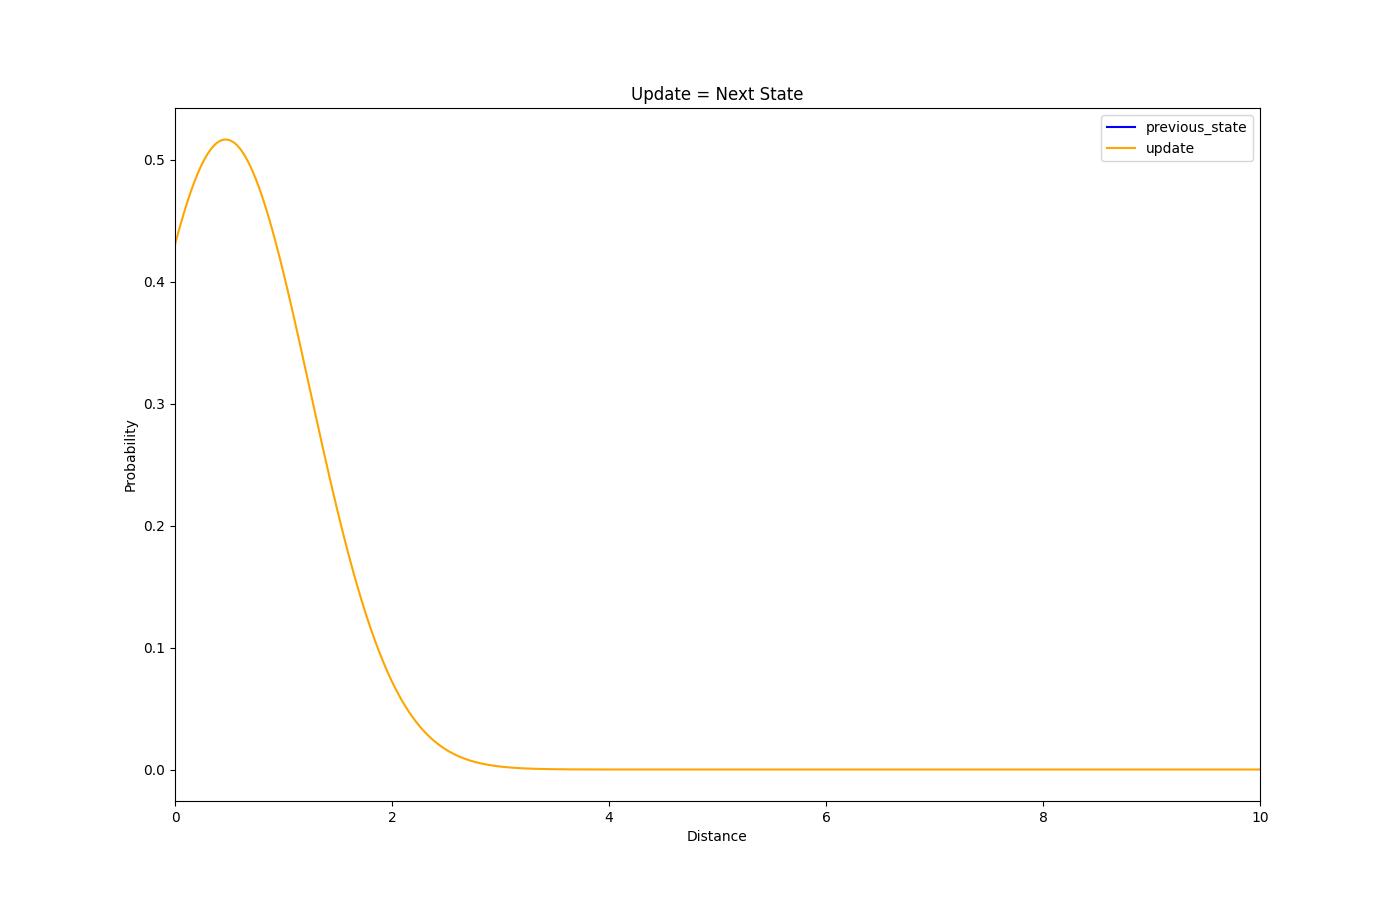 Update = Next State
previous_state
update
Probability
0.5
0.4
0.3
0.2
0.1
0.0
0 2 4 6 8 10
Distance